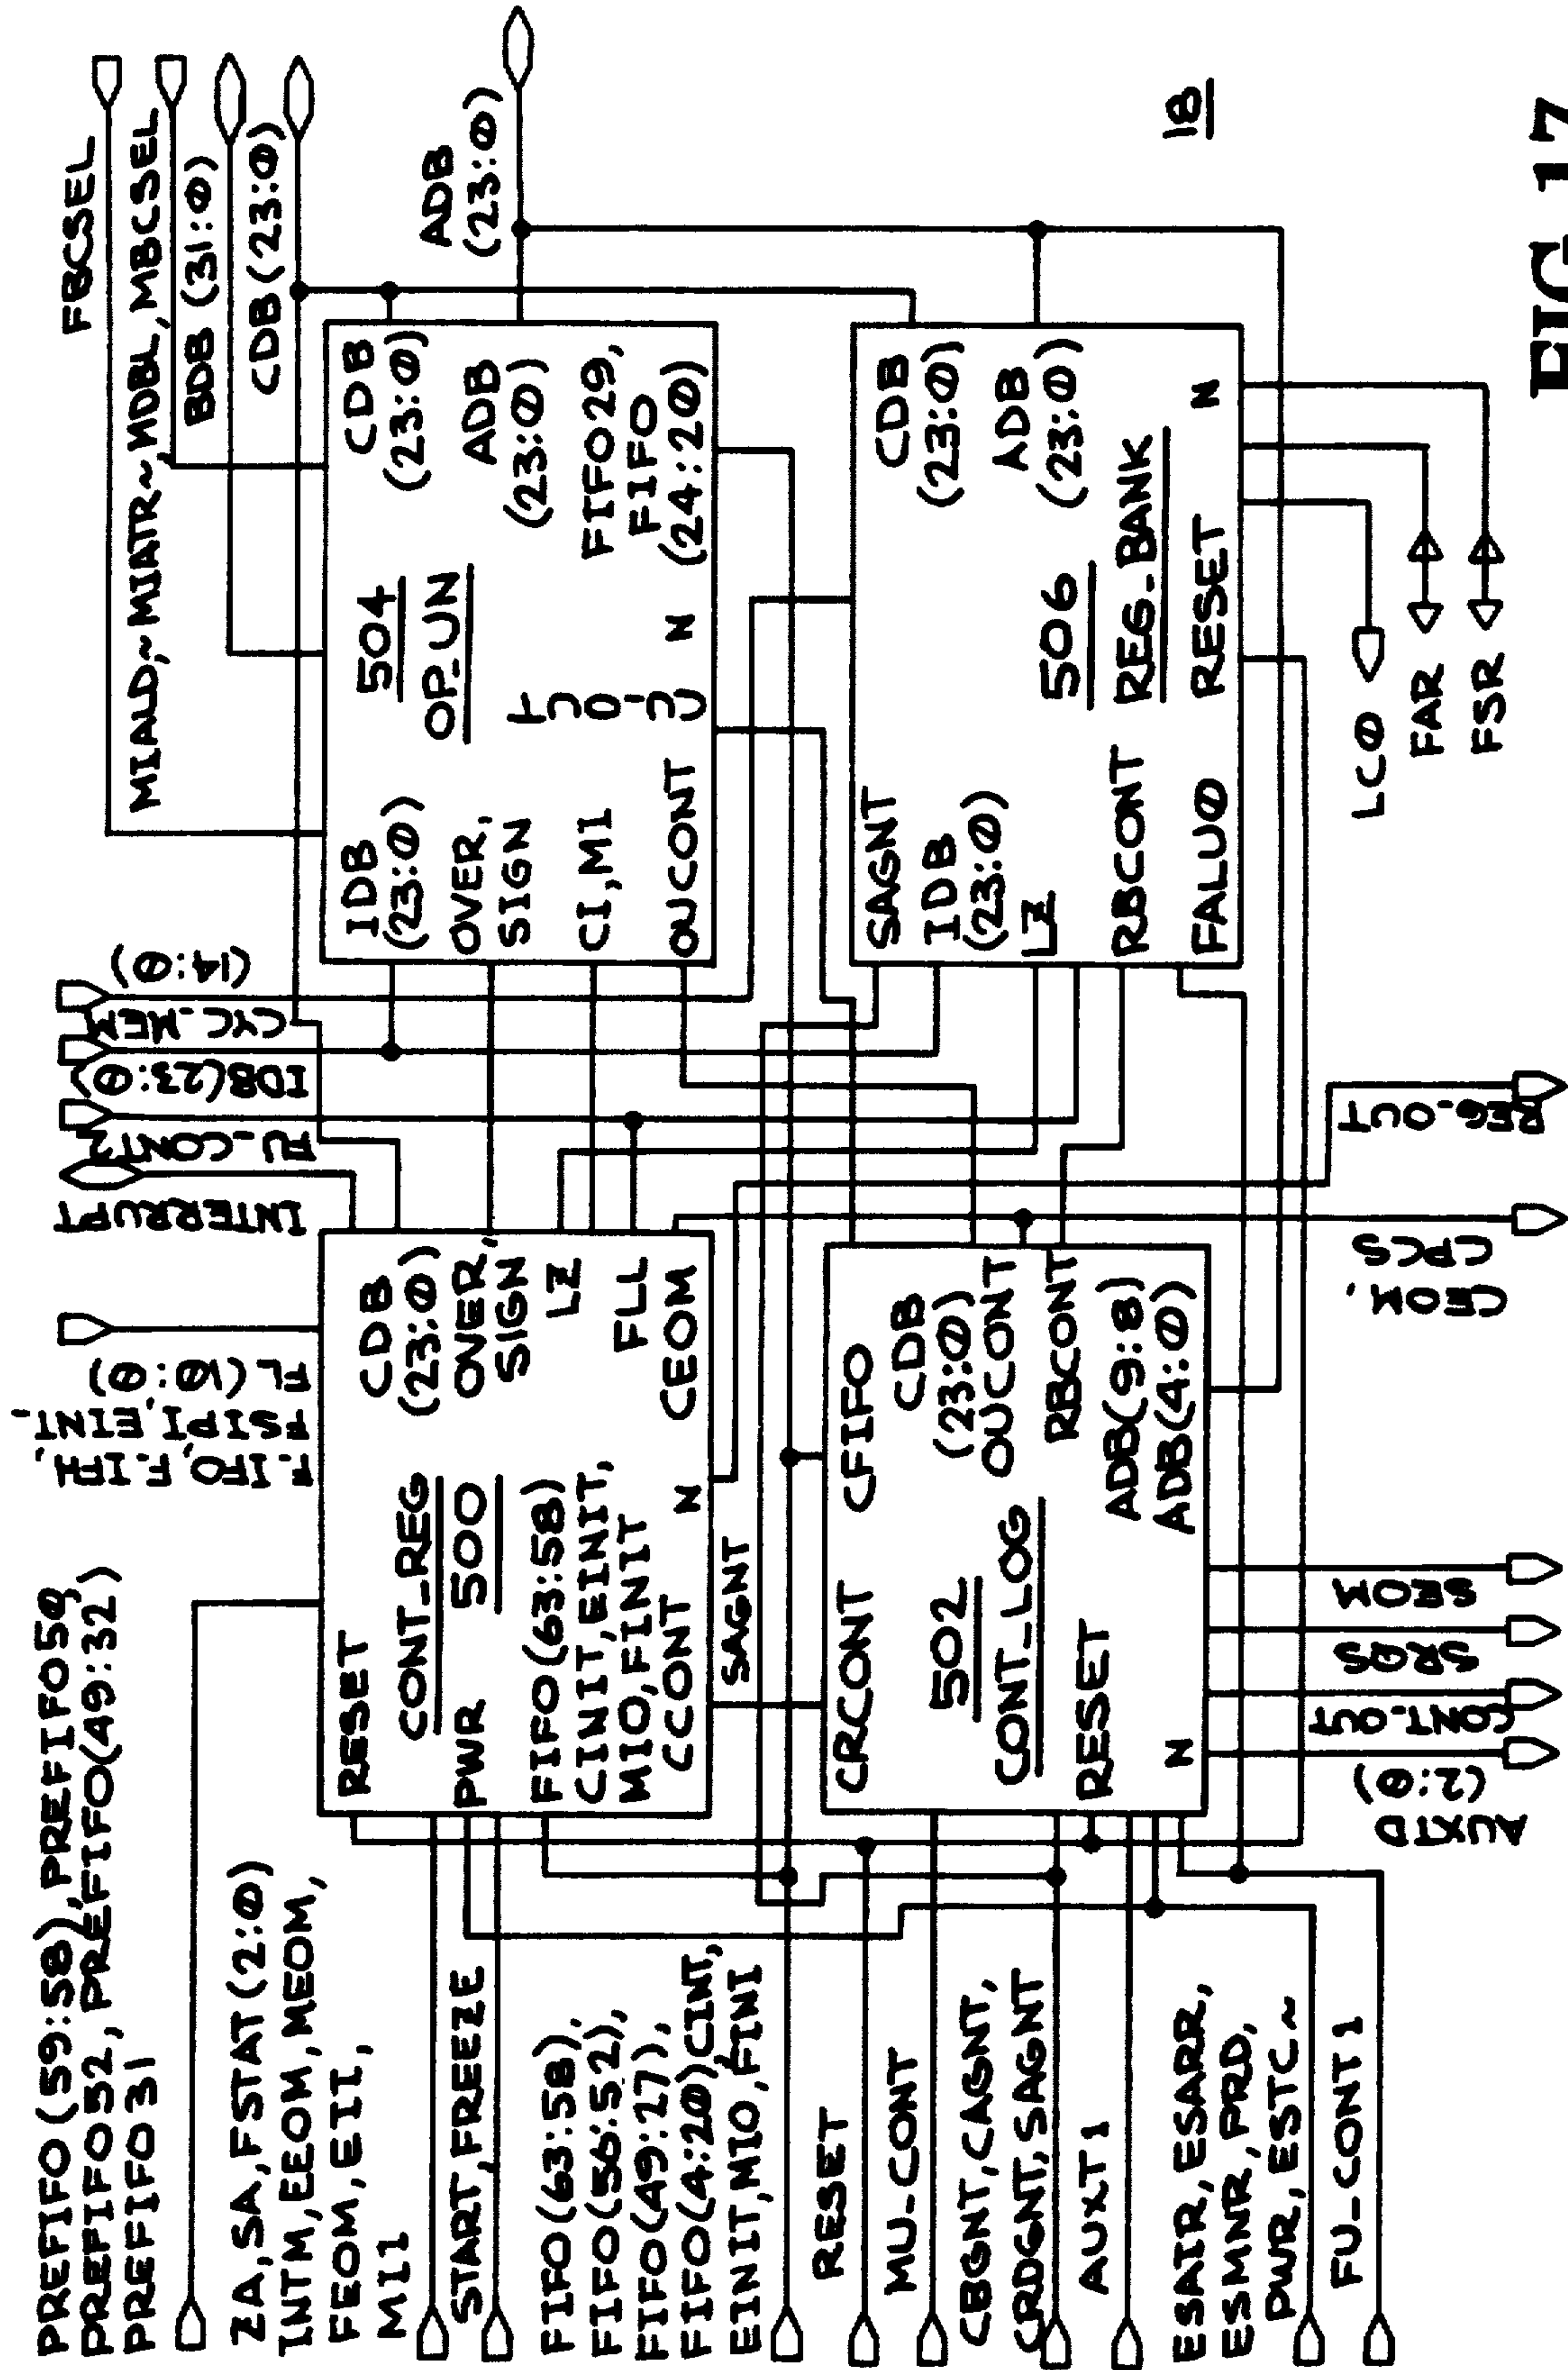 PREFIFO(59:58),PREFIFO50
PREFIFO52, PREFIFO(49:32)
PREFIFO31
ZA,SA,FSTAT(2:0)
INTM,EEOM,MEOM,
FEOM,EII,
MI1
START,FREEZE
FIFO(63:58),
FIFO(56:52),
FIFO(49:27),
FIFO(4:20)CINT,
EINIT,MIO,FINI
RESET
MU_CONT
CBGNT,CAGNT,
CRDGNT,SAGNT
AUXT1
ESAIR,ESARR,
ESMNR,PRD,
PWR,ESTC~
FU_CONT1
F-IFO,F-IFH,
FSIPI,EINT-
FL(10:0)
INTERRUPT
FU_CONT2
IDB(23:0)
CYC_MEM
(14:0)
FBCSEL
MIALD,~MIATR~,MDBL,MBCSEL
BDB (31:0)
CDB(23:0)
ADB
(23:0)
RESET
CONT_REG
PWR 500
FIFO(63:58)
CINIT,EINIT,
MIO,FINIT
CCONT N
CDB
(23:0)
OVER,
SIGN
LZ
FLL
CEOM
SAGNT
CRCONT CFIFO
502
CONT_LOG
RESET
N
CDB
(23:0)
OUCONT
RBCONT
ADB(9:8)
ADB(4:0)
IDB
(23:0)
OVER,
SIGN
CI,MI
OUCONT
504
OP_UN
N
CDB
(23:0)
ADB
(23:0)
FIFO29,
FIFO
(24:20)
SAGNT
IDB
(23:0)
LZ
RBCONT
FALU0 RESET
506
REG_BANK
N
CDB
(23:0)
ADB
(23:0)
AUXTD
(2:0)
CONT-OUT
SRQS
SEOM
CEOM,
CPCS
REG-OUT
LC0
FAR
FSR
18
FIG. 17